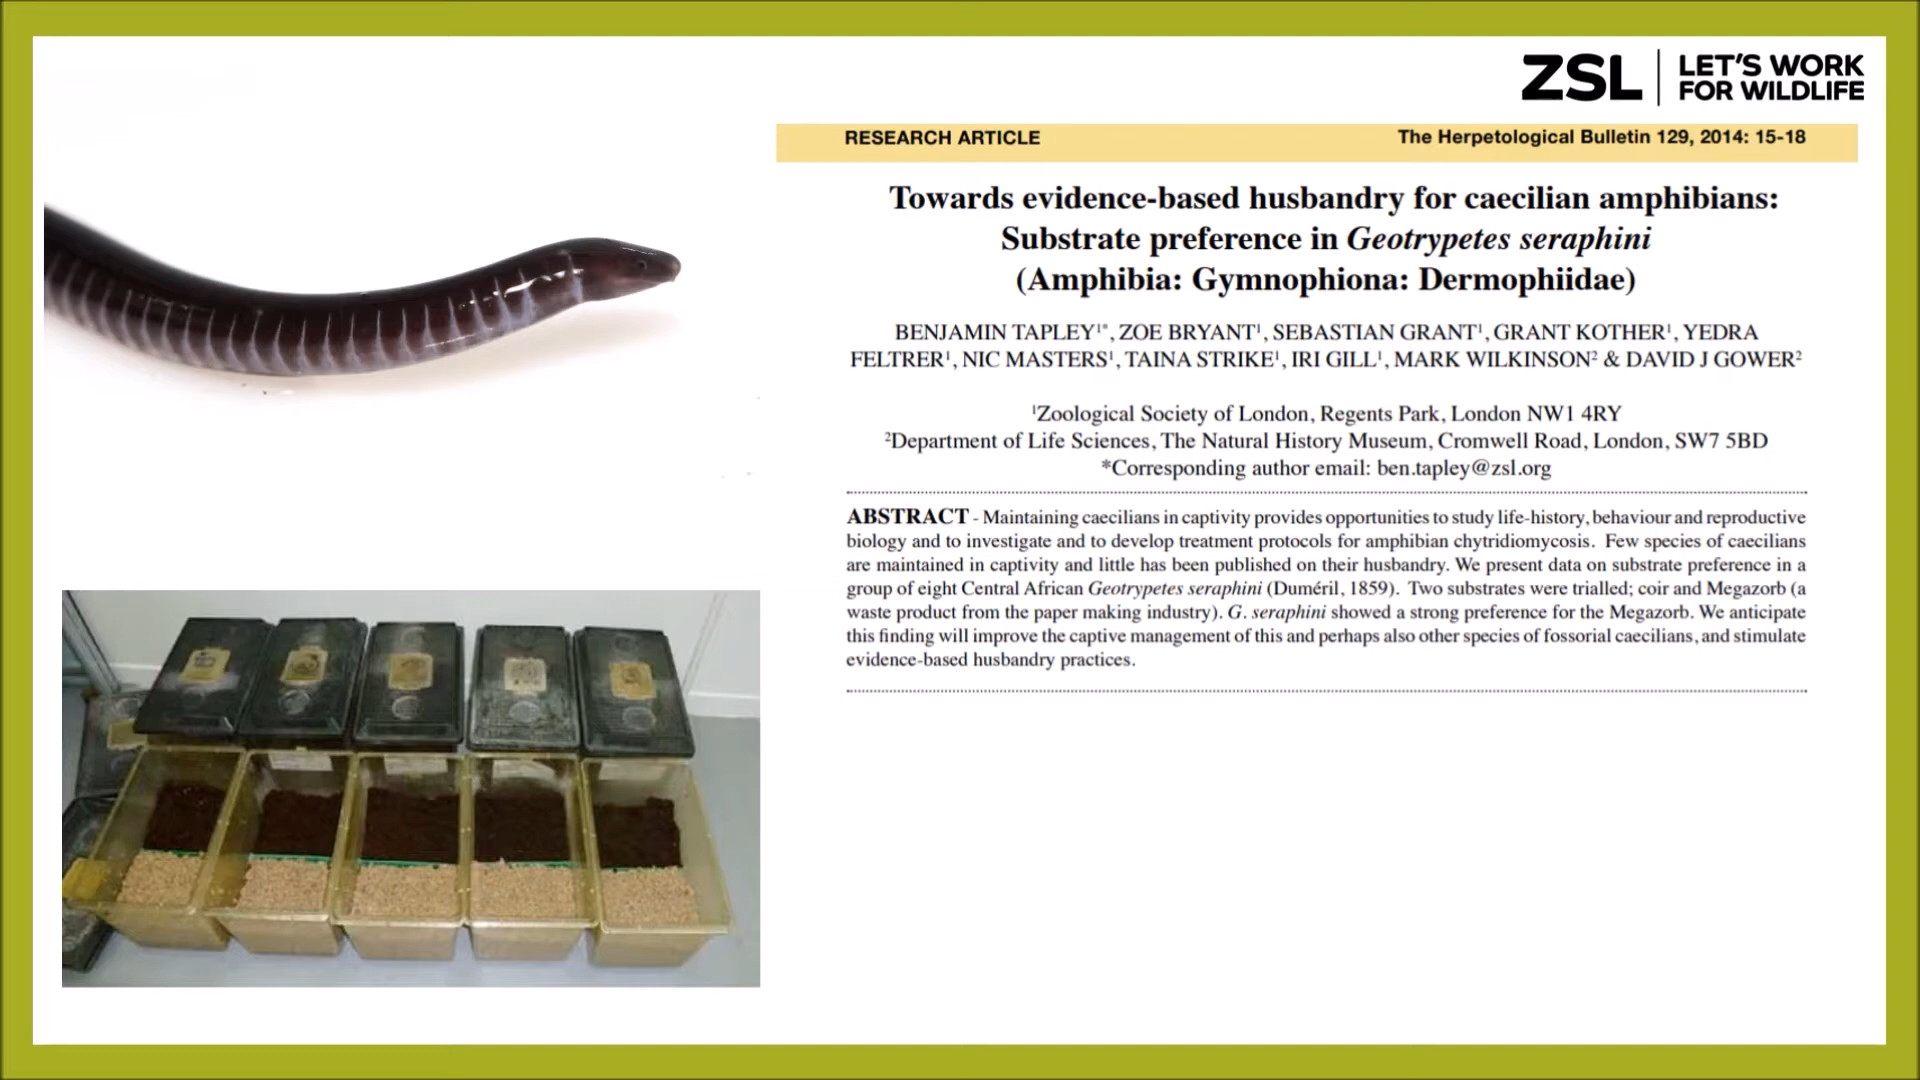 ZSL
LET'S WORK
FOR WILDLIFE
RESEARCH ARTICLE
The Herpetological Bulletin 129, 2014: 15-18
Towards evidence-based husbandry for caecilian amphibians:
Substrate preference in Geotrypetes seraphini
(Amphibia: Gymnophiona: Dermophiidae)
BENJAMIN TAPLEY¹*, ZOE BRYANT¹, SEBASTIAN GRANT¹, GRANT KOTHER¹, YEDRA
FELTRER¹, NIC MASTERS¹, TAINA STRIKE¹, IRI GILL¹, MARK WILKINSON² & DAVID J GOWER²
¹Zoological Society of London, Regents Park, London NW1 4RY
²Department of Life Sciences, The Natural History Museum, Cromwell Road, London, SW7 5BD
*Corresponding author email: ben.tapley@zsl.org
ABSTRACT - Maintaining caecilians in captivity provides opportunities to study life-history, behaviour and reproductive
biology and to investigate and to develop treatment protocols for amphibian chytridiomycosis. Few species of caecilians
are maintained in captivity and little has been published on their husbandry. We present data on substrate preference in a
group of eight Central African Geotrypetes seraphini (Duméril, 1859). Two substrates were trialled; coir and Megazorb (a
waste product from the paper making industry). G. seraphini showed a strong preference for the Megazorb. We anticipate
this finding will improve the captive management of this and perhaps also other species of fossorial caecilians, and stimulate
evidence-based husbandry practices.